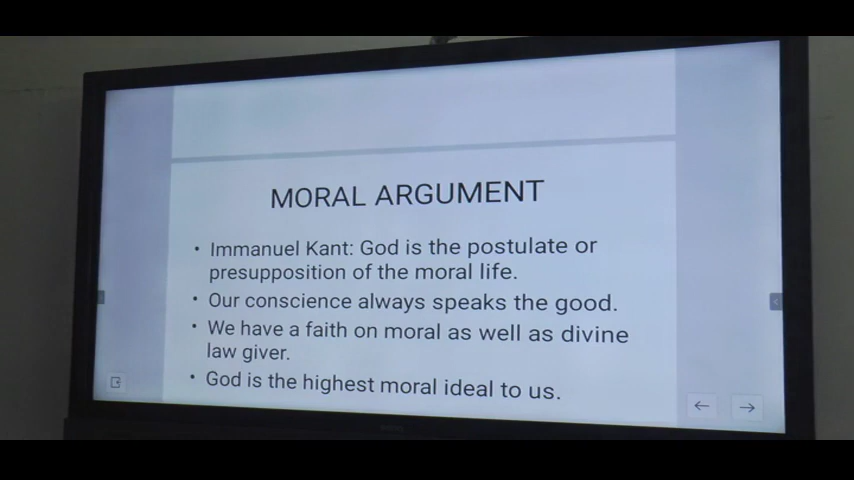 MORAL ARGUMENT
• Immanuel Kant: God is the postulate or
presupposition of the moral life.
• Our conscience always speaks the good.
• We have a faith on moral as well as divine
law giver.
• God is the highest moral ideal to us.